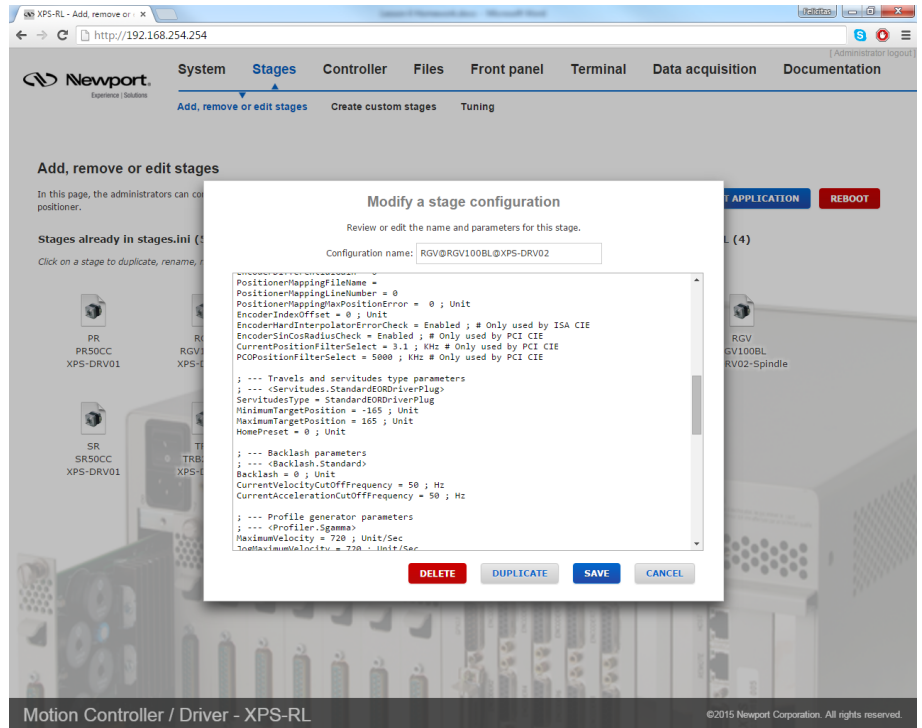 XPS-RL - Add, remove or
Felicitas
http://192.168.254.254
[ Administrator logout ]
Newport.
Experience | Solutions
System Stages Controller Files Front panel Terminal Data acquisition Documentation
Add, remove or edit stages Create custom stages Tuning
Add, remove or edit stages
In this page, the administrators can
positioner.
T APPLICATION
REBOOT
Stages already in stages.ini
L (4)
Click on a stage to duplicate, rename,
PR
PR50CC
XPS-DRV01
RGV
GV100BL
RV02-Spindle
SR
SR50CC
XPS-DRV01
Modify a stage configuration
Review or edit the name and parameters for this stage.
Configuration name: RGV@RGV100BL@XPS-DRV02
PositionerMappingFileName =
PositionerMappingLineNumber = 0
PositionerMappingMaxPositionError = 0 ; Unit
EncoderIndexOffset = 0 ; Unit
EncoderHardInterpolatorErrorCheck = Enabled ; # Only used by ISA CIE
EncoderSinCosRadiusCheck = Enabled ; # Only used by PCI CIE
CurrentPositionFilterSelect = 3.1 ; KHz # Only used by PCI CIE
PCOPositionFilterSelect = 5000 ; KHz # Only used by PCI CIE
; --- Travels and servitudes type parameters
; --- <Servitudes.StandardEORDriverPlug>
ServitudesType = StandardEORDriverPlug
MinimumTargetPosition = -165 ; Unit
MaximumTargetPosition = 165 ; Unit
HomePreset = 0 ; Unit
; --- Backlash parameters
; --- <Backlash.Standard>
Backlash = 0 ; Unit
CurrentVelocityCutOffFrequency = 50 ; Hz
CurrentAccelerationCutOffFrequency = 50 ; Hz
; --- Profile generator parameters
; --- <Profiler.Sgamma>
MaximumVelocity = 720 ; Unit/Sec
JogMaximumVelocity = 720 ; Unit/Sec
DELETE DUPLICATE SAVE CANCEL
Motion Controller / Driver - XPS-RL
©2015 Newport Corporation. All rights reserved.